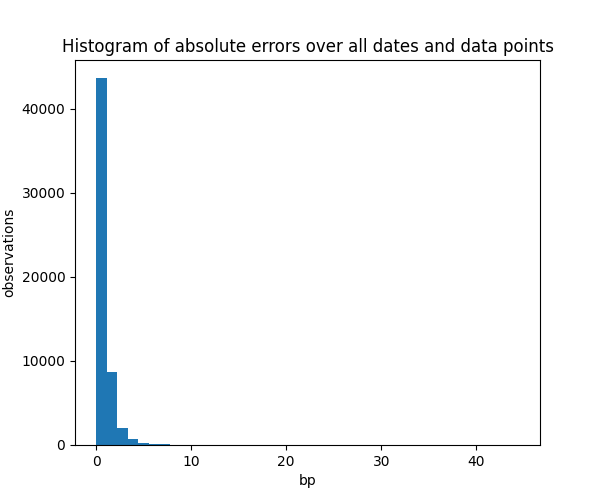 Histogram of absolute errors over all dates and data points
observations
40000
30000
20000
10000
0
0 10 20 30 40
bp